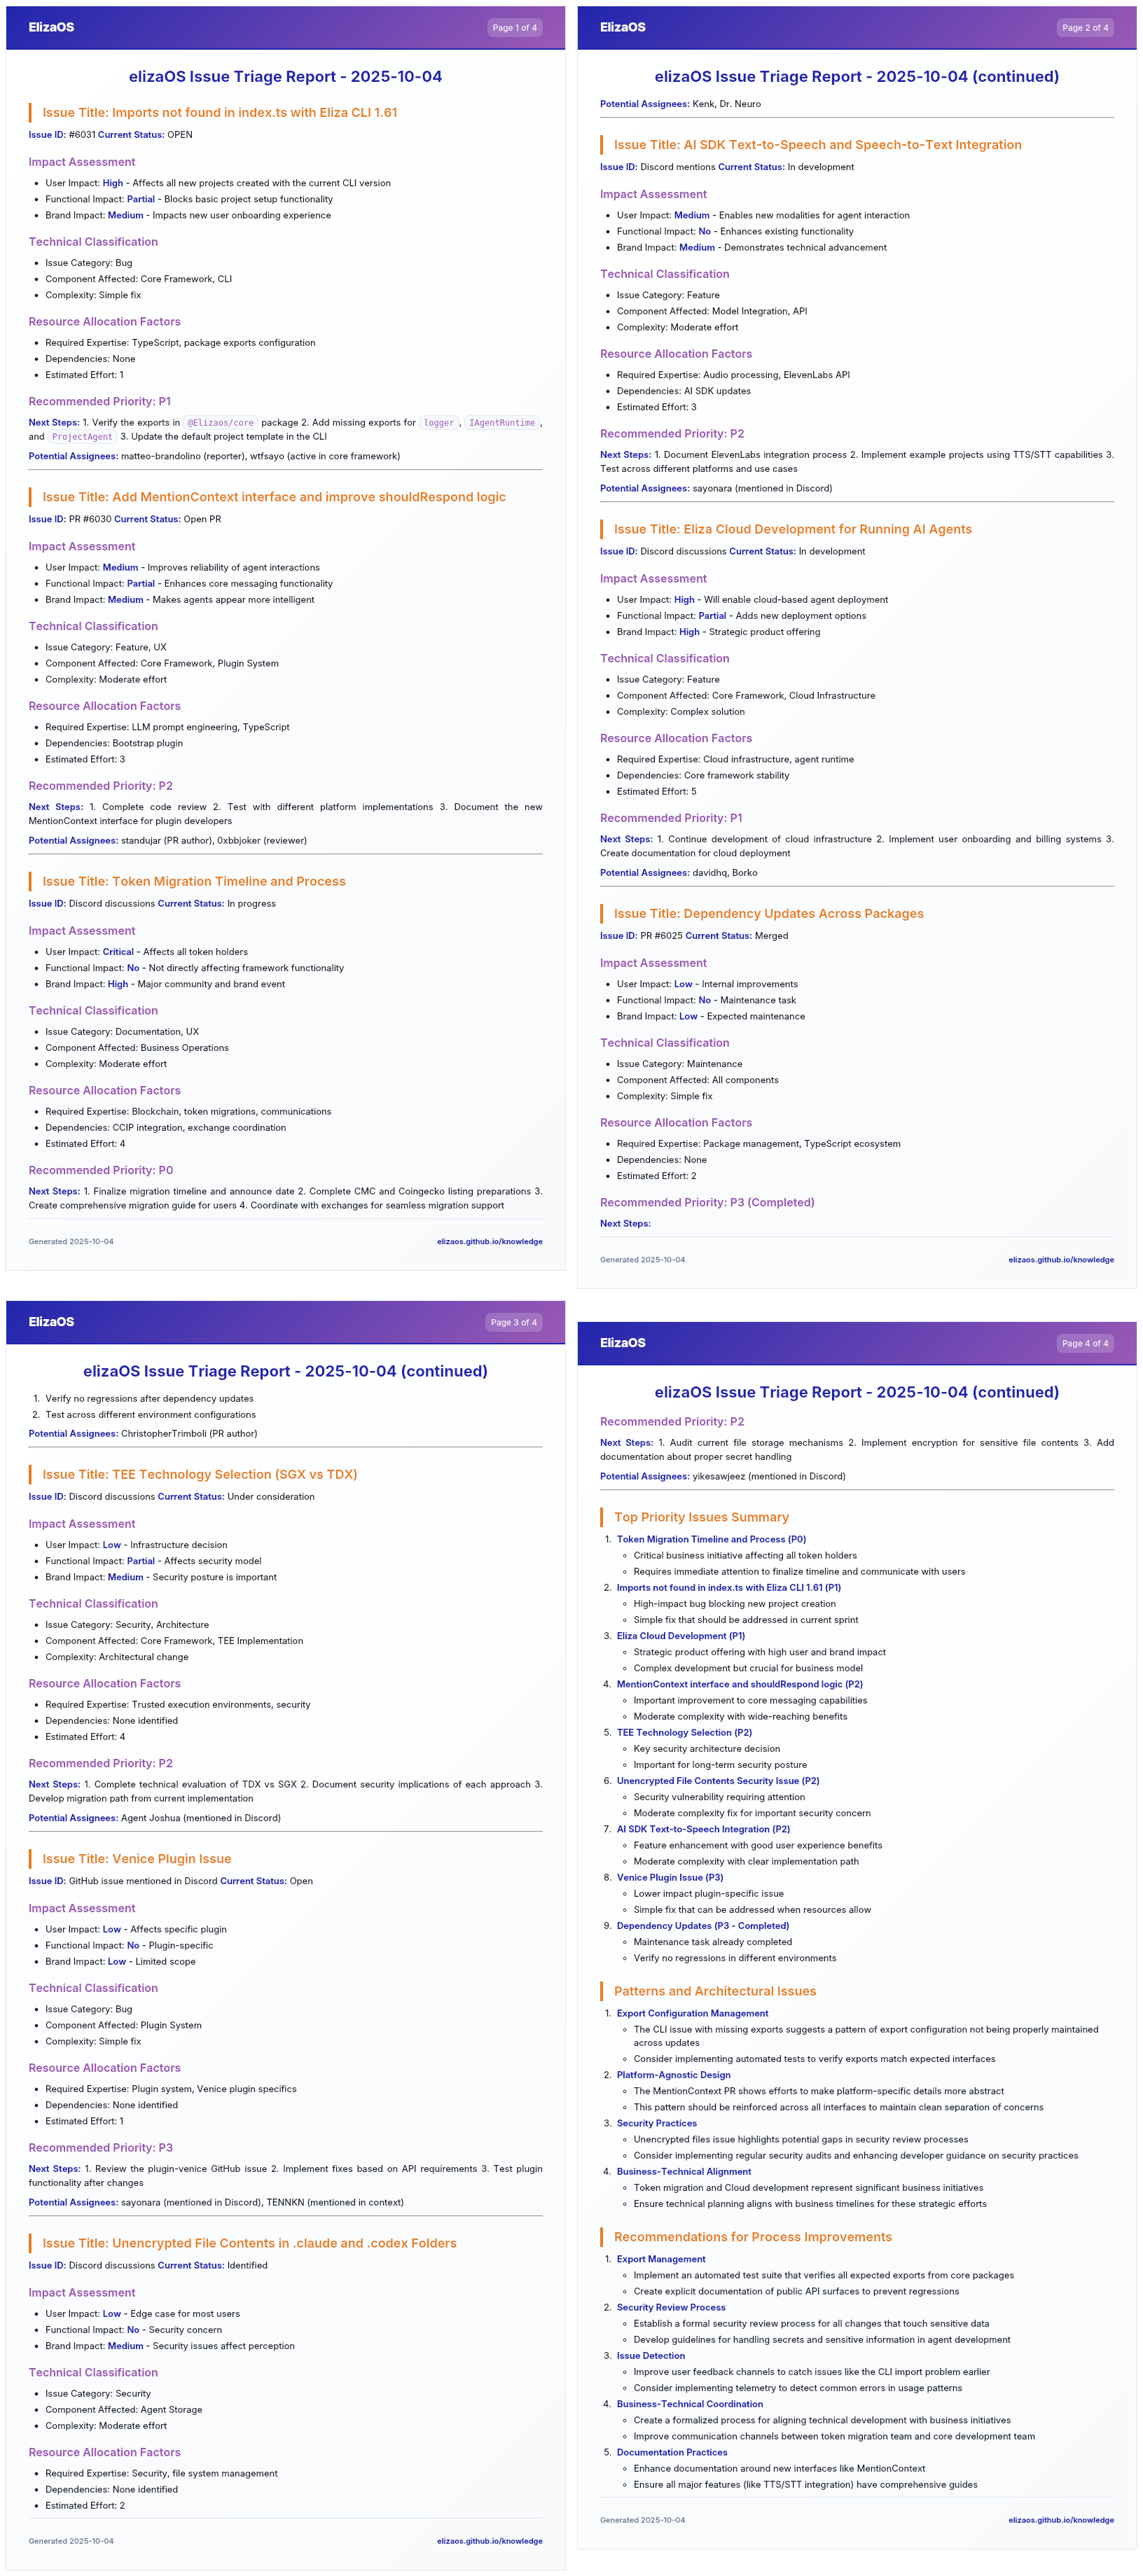 ElizaOS
Page 1 of 4
elizaOS Issue Triage Report - 2025-10-04
Issue Title: Imports not found in index.ts with Eliza CLI 1.61
Issue ID: #6031 Current Status: OPEN
Impact Assessment
• User Impact: High - Affects all new projects created with the current CLI version
• Functional Impact: Partial - Blocks basic project setup functionality
• Brand Impact: Medium - Impacts new user onboarding experience
Technical Classification
• Issue Category: Bug
• Component Affected: Core Framework, CLI
• Complexity: Simple fix
Resource Allocation Factors
• Required Expertise: TypeScript, package exports configuration
• Dependencies: None
• Estimated Effort: 1
Recommended Priority: P1
Next Steps: 1. Verify the exports in @Elizaos/core package 2. Add missing exports for logger , IAgentRuntime ,
and ProjectAgent 3. Update the default project template in the CLI
Potential Assignees: matteo-brandolino (reporter), wtfsayo (active in core framework)
Issue Title: Add MentionContext interface and improve shouldRespond logic
Issue ID: PR #6030 Current Status: Open PR
Impact Assessment
• User Impact: Medium - Improves reliability of agent interactions
• Functional Impact: Partial - Enhances core messaging functionality
• Brand Impact: Medium - Makes agents appear more intelligent
Technical Classification
• Issue Category: Feature, UX
• Component Affected: Core Framework, Plugin System
• Complexity: Moderate effort
Resource Allocation Factors
• Required Expertise: LLM prompt engineering, TypeScript
• Dependencies: Bootstrap plugin
• Estimated Effort: 3
Recommended Priority: P2
Next Steps: 1. Complete code review 2. Test with different platform implementations 3. Document the new
MentionContext interface for plugin developers
Potential Assignees: standujar (PR author), 0xbbjoker (reviewer)
Issue Title: Token Migration Timeline and Process
Issue ID: Discord discussions Current Status: In progress
Impact Assessment
• User Impact: Critical - Affects all token holders
• Functional Impact: No - Not directly affecting framework functionality
• Brand Impact: High - Major community and brand event
Technical Classification
• Issue Category: Documentation, UX
• Component Affected: Business Operations
• Complexity: Moderate effort
Resource Allocation Factors
• Required Expertise: Blockchain, token migrations, communications
• Dependencies: CCIP integration, exchange coordination
• Estimated Effort: 4
Recommended Priority: P0
Next Steps: 1. Finalize migration timeline and announce date 2. Complete CMC and Coingecko listing preparations 3.
Create comprehensive migration guide for users 4. Coordinate with exchanges for seamless migration support
Generated 2025-10-04
elizaos.github.io/knowledge
ElizaOS
Page 2 of 4
elizaOS Issue Triage Report - 2025-10-04 (continued)
Potential Assignees: Kenk, Dr. Neuro
Issue Title: AI SDK Text-to-Speech and Speech-to-Text Integration
Issue ID: Discord mentions Current Status: In development
Impact Assessment
• User Impact: Medium - Enables new modalities for agent interaction
• Functional Impact: No - Enhances existing functionality
• Brand Impact: Medium - Demonstrates technical advancement
Technical Classification
• Issue Category: Feature
• Component Affected: Model Integration, API
• Complexity: Moderate effort
Resource Allocation Factors
• Required Expertise: Audio processing, ElevenLabs API
• Dependencies: AI SDK updates
• Estimated Effort: 3
Recommended Priority: P2
Next Steps: 1. Document ElevenLabs integration process 2. Implement example projects using TTS/STT capabilities 3.
Test across different platforms and use cases
Potential Assignees: sayonara (mentioned in Discord)
Issue Title: Eliza Cloud Development for Running AI Agents
Issue ID: Discord discussions Current Status: In development
Impact Assessment
• User Impact: High - Will enable cloud-based agent deployment
• Functional Impact: Partial - Adds new deployment options
• Brand Impact: High - Strategic product offering
Technical Classification
• Issue Category: Feature
• Component Affected: Core Framework, Cloud Infrastructure
• Complexity: Complex solution
Resource Allocation Factors
• Required Expertise: Cloud infrastructure, agent runtime
• Dependencies: Core framework stability
• Estimated Effort: 5
Recommended Priority: P1
Next Steps: 1. Continue development of cloud infrastructure 2. Implement user onboarding and billing systems 3.
Create documentation for cloud deployment
Potential Assignees: davidhq, Borko
Issue Title: Dependency Updates Across Packages
Issue ID: PR #6025 Current Status: Merged
Impact Assessment
• User Impact: Low - Internal improvements
• Functional Impact: No - Maintenance task
• Brand Impact: Low - Expected maintenance
Technical Classification
• Issue Category: Maintenance
• Component Affected: All components
• Complexity: Simple fix
Resource Allocation Factors
• Required Expertise: Package management, TypeScript ecosystem
• Dependencies: None
• Estimated Effort: 2
Recommended Priority: P3 (Completed)
Next Steps:
Generated 2025-10-04
elizaos.github.io/knowledge
ElizaOS
Page 3 of 4
elizaOS Issue Triage Report - 2025-10-04 (continued)
1. Verify no regressions after dependency updates
2. Test across different environment configurations
Potential Assignees: ChristopherTrimboli (PR author)
Issue Title: TEE Technology Selection (SGX vs TDX)
Issue ID: Discord discussions Current Status: Under consideration
Impact Assessment
• User Impact: Low - Infrastructure decision
• Functional Impact: Partial - Affects security model
• Brand Impact: Medium - Security posture is important
Technical Classification
• Issue Category: Security, Architecture
• Component Affected: Core Framework, TEE Implementation
• Complexity: Architectural change
Resource Allocation Factors
• Required Expertise: Trusted execution environments, security
• Dependencies: None identified
• Estimated Effort: 4
Recommended Priority: P2
Next Steps: 1. Complete technical evaluation of TDX vs SGX 2. Document security implications of each approach 3.
Develop migration path from current implementation
Potential Assignees: Agent Joshua (mentioned in Discord)
Issue Title: Venice Plugin Issue
Issue ID: GitHub issue mentioned in Discord Current Status: Open
Impact Assessment
• User Impact: Low - Affects specific plugin
• Functional Impact: No - Plugin-specific
• Brand Impact: Low - Limited scope
Technical Classification
• Issue Category: Bug
• Component Affected: Plugin System
• Complexity: Simple fix
Resource Allocation Factors
• Required Expertise: Plugin system, Venice plugin specifics
• Dependencies: None identified
• Estimated Effort: 1
Recommended Priority: P3
Next Steps: 1. Review the plugin-venice GitHub issue 2. Implement fixes based on API requirements 3. Test plugin
functionality after changes
Potential Assignees: sayonara (mentioned in Discord), TENNKN (mentioned in context)
Issue Title: Unencrypted File Contents in .claude and .codex Folders
Issue ID: Discord discussions Current Status: Identified
Impact Assessment
• User Impact: Low - Edge case for most users
• Functional Impact: No - Security concern
• Brand Impact: Medium - Security issues affect perception
Technical Classification
• Issue Category: Security
• Component Affected: Agent Storage
• Complexity: Moderate effort
Resource Allocation Factors
• Required Expertise: Security, file system management
• Dependencies: None identified
• Estimated Effort: 2
Generated 2025-10-04
elizaos.github.io/knowledge
ElizaOS
Page 4 of 4
elizaOS Issue Triage Report - 2025-10-04 (continued)
Recommended Priority: P2
Next Steps: 1. Audit current file storage mechanisms 2. Implement encryption for sensitive file contents 3. Add
documentation about proper secret handling
Potential Assignees: yikesawjeez (mentioned in Discord)
Top Priority Issues Summary
1. Token Migration Timeline and Process (P0)
◦ Critical business initiative affecting all token holders
◦ Requires immediate attention to finalize timeline and communicate with users
2. Imports not found in index.ts with Eliza CLI 1.61 (P1)
◦ High-impact bug blocking new project creation
◦ Simple fix that should be addressed in current sprint
3. Eliza Cloud Development (P1)
◦ Strategic product offering with high user and brand impact
◦ Complex development but crucial for business model
4. MentionContext interface and shouldRespond logic (P2)
◦ Important improvement to core messaging capabilities
◦ Moderate complexity with wide-reaching benefits
5. TEE Technology Selection (P2)
◦ Key security architecture decision
◦ Important for long-term security posture
6. Unencrypted File Contents Security Issue (P2)
◦ Security vulnerability requiring attention
◦ Moderate complexity fix for important security concern
7. AI SDK Text-to-Speech Integration (P2)
◦ Feature enhancement with good user experience benefits
◦ Moderate complexity with clear implementation path
8. Venice Plugin Issue (P3)
◦ Lower impact plugin-specific issue
◦ Simple fix that can be addressed when resources allow
9. Dependency Updates (P3 - Completed)
◦ Maintenance task already completed
◦ Verify no regressions in different environments
Patterns and Architectural Issues
1. Export Configuration Management
◦ The CLI issue with missing exports suggests a pattern of export configuration not being properly maintained
across updates
◦ Consider implementing automated tests to verify exports match expected interfaces
2. Platform-Agnostic Design
◦ The MentionContext PR shows efforts to make platform-specific details more abstract
◦ This pattern should be reinforced across all interfaces to maintain clean separation of concerns
3. Security Practices
◦ Unencrypted files issue highlights potential gaps in security review processes
◦ Consider implementing regular security audits and enhancing developer guidance on security practices
4. Business-Technical Alignment
◦ Token migration and Cloud development represent significant business initiatives
◦ Ensure technical planning aligns with business timelines for these strategic efforts
Recommendations for Process Improvements
1. Export Management
◦ Implement an automated test suite that verifies all expected exports from core packages
◦ Create explicit documentation of public API surfaces to prevent regressions
2. Security Review Process
◦ Establish a formal security review process for all changes that touch sensitive data
◦ Develop guidelines for handling secrets and sensitive information in agent development
3. Issue Detection
◦ Improve user feedback channels to catch issues like the CLI import problem earlier
◦ Consider implementing telemetry to detect common errors in usage patterns
4. Business-Technical Coordination
◦ Create a formalized process for aligning technical development with business initiatives
◦ Improve communication channels between token migration team and core development team
5. Documentation Practices
◦ Enhance documentation around new interfaces like MentionContext
◦ Ensure all major features (like TTS/STT integration) have comprehensive guides
Generated 2025-10-04
elizaos.github.io/knowledge